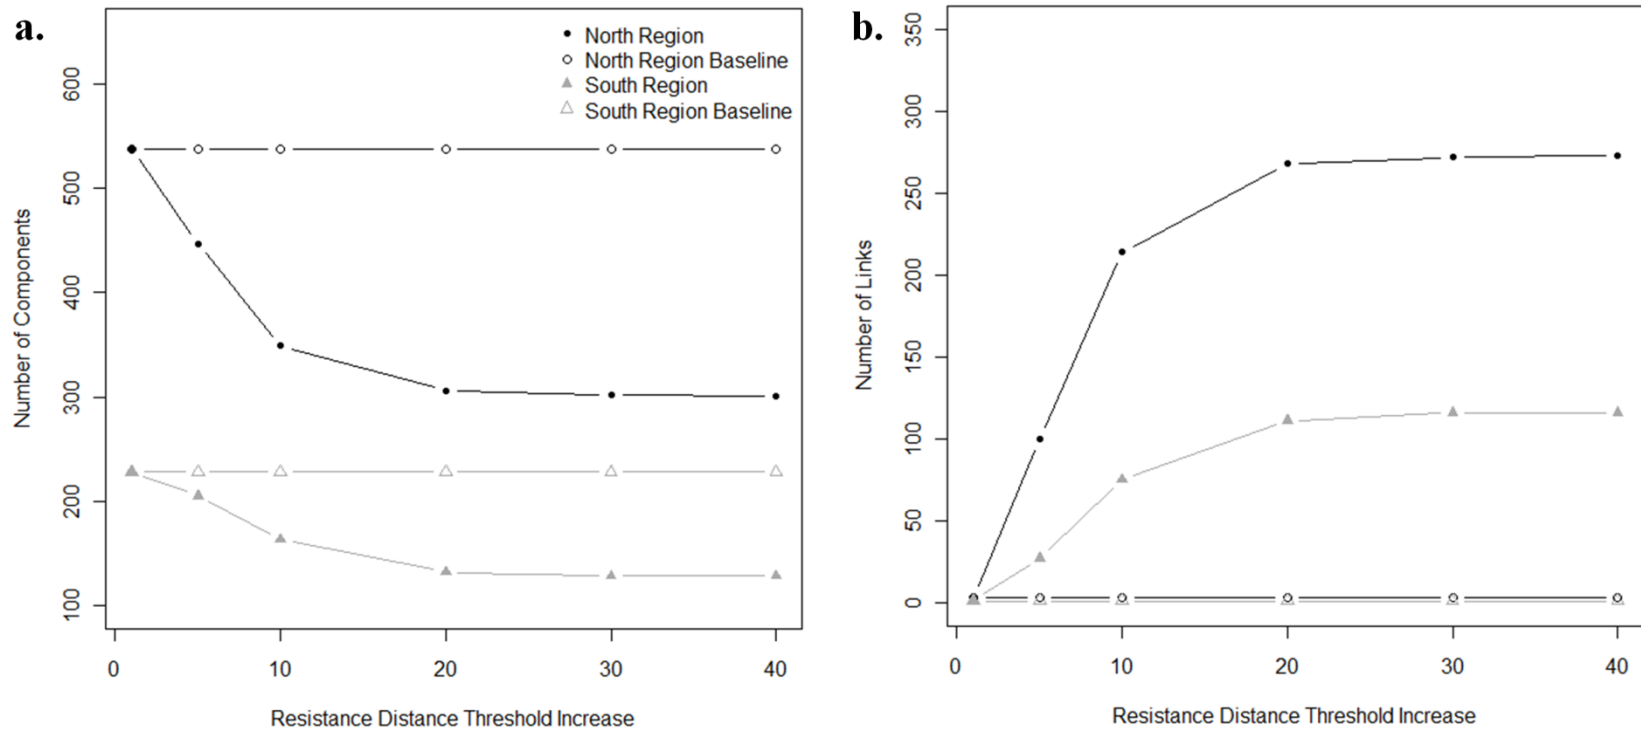 a.
North Region
North Region Baseline
South Region
South Region Baseline
600
500
400
300
200
100
Number of Components
0 10 20 30 40
Resistance Distance Threshold Increase
b.
350
300
250
200
150
100
50
0
Number of Links
0 10 20 30 40
Resistance Distance Threshold Increase